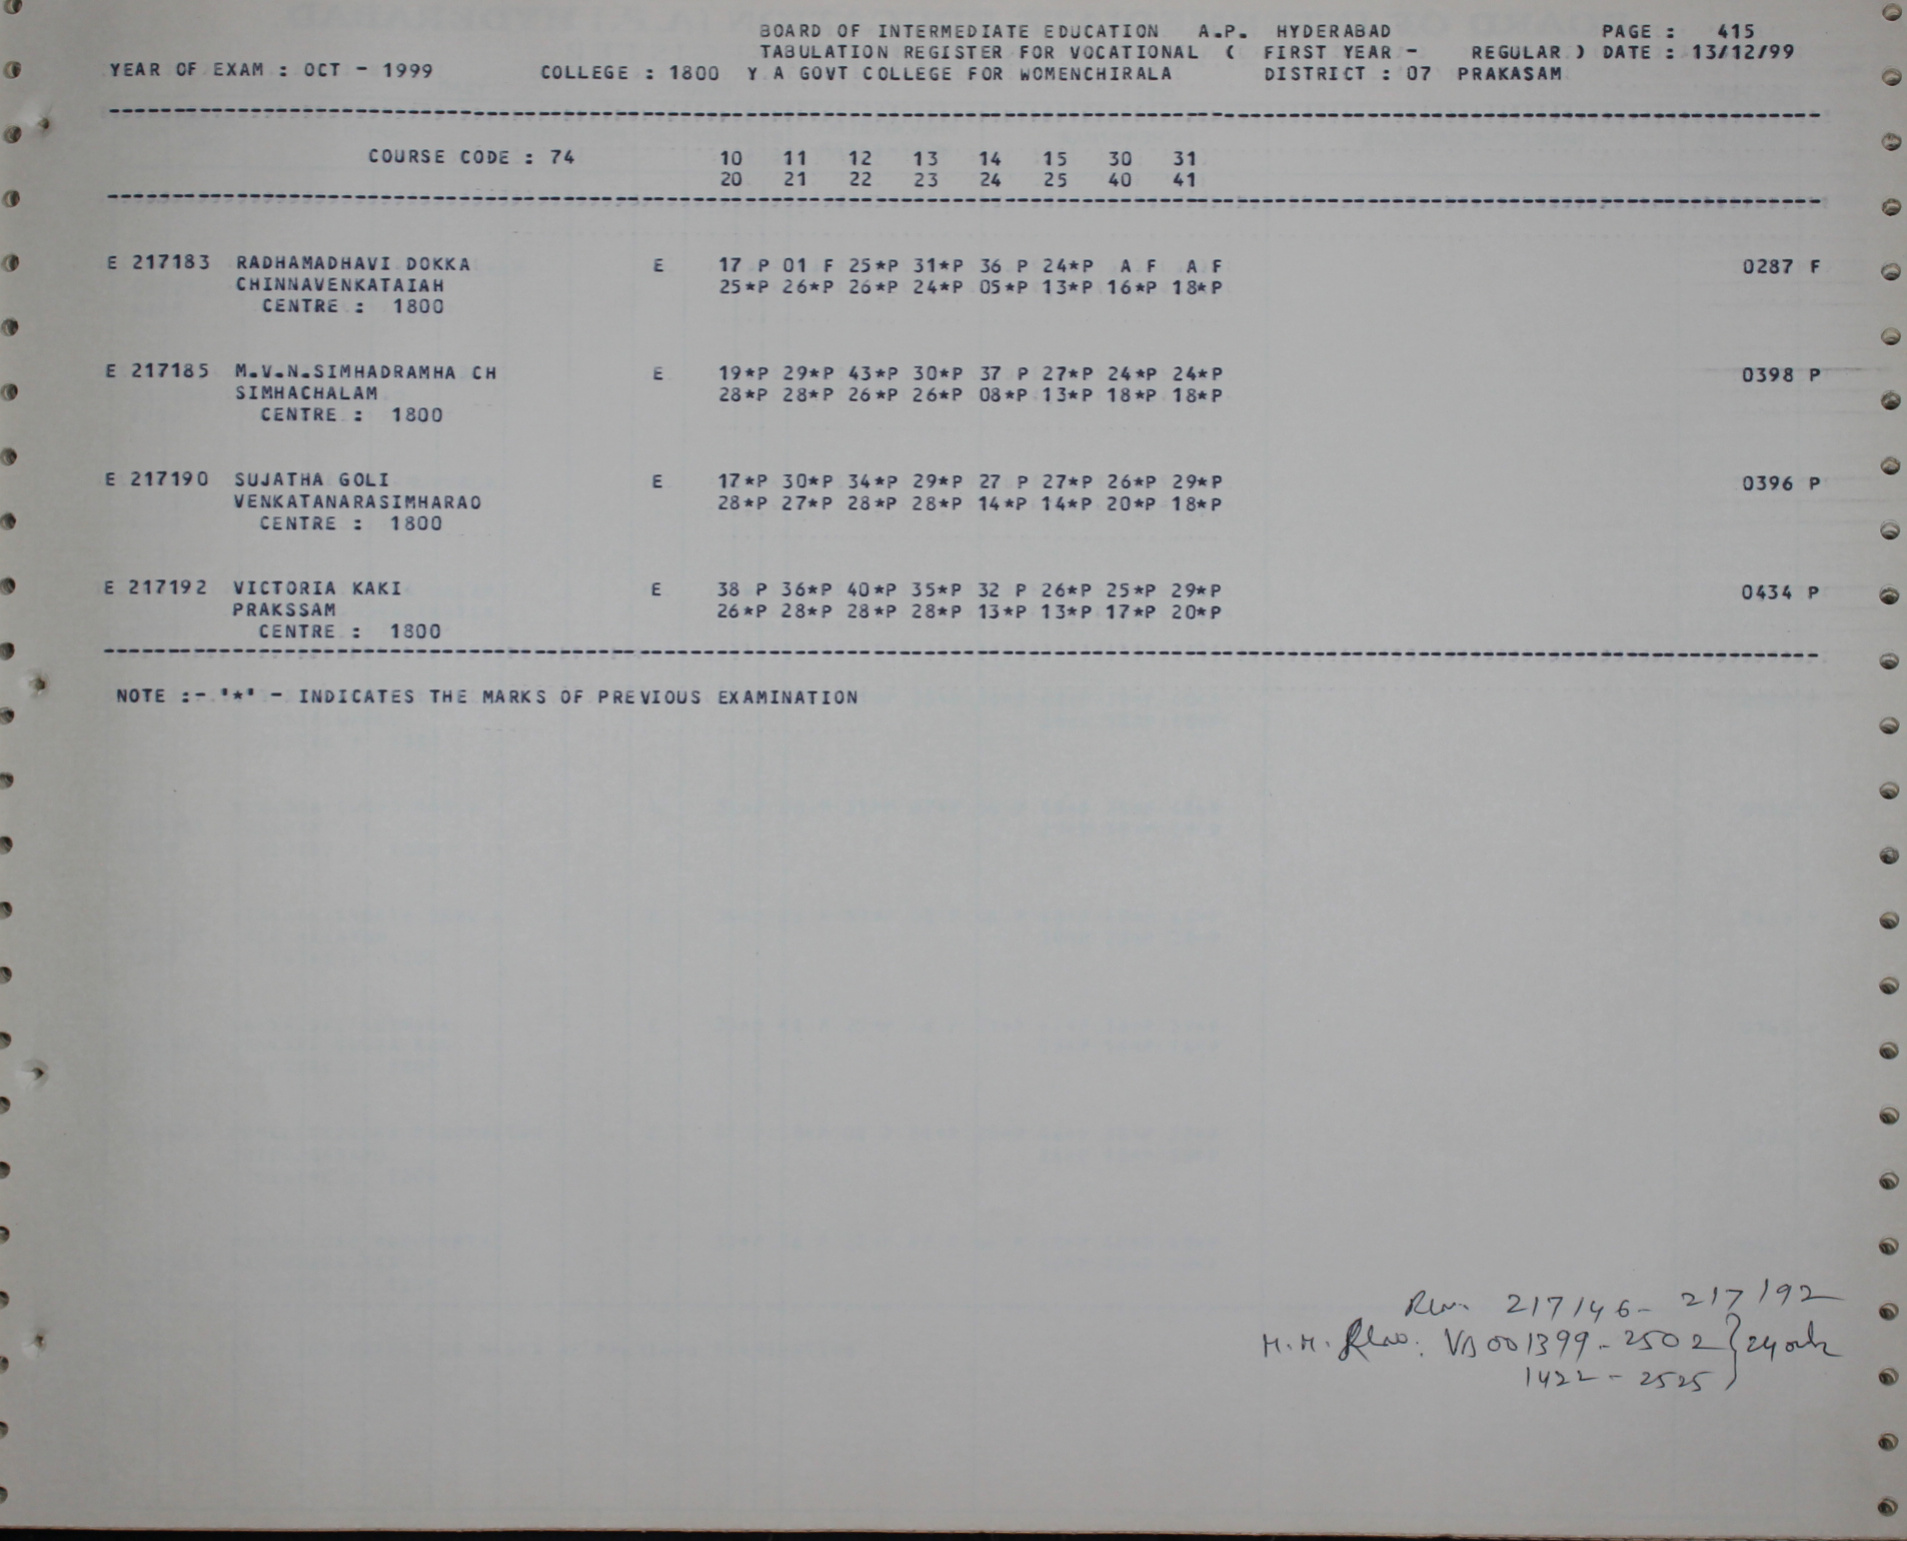 BOARD OF INTERMEDIATE EDUCATION A.P. HYDERABAD PAGE : 415
TABULATION REGISTER FOR VOCATIONAL ( FIRST YEAR - REGULAR ) DATE : 13/12/99
YEAR OF EXAM : OCT - 1999 COLLEGE : 1800 Y A GOVT COLLEGE FOR WOMENCHIRALA DISTRICT : 07 PRAKASAM
COURSE CODE : 74 10 11 12 13 14 15 30 31
20 21 22 23 24 25 40 41
E 217183 RADHAMADHAVI DOKKA E 17 P 01 F 25*P 31*P 36 P 24*P A F A F 0287 F
CHINNAVENKATAIAH 25*P 26*P 26*P 24*P 05*P 13*P 16*P 18*P
CENTRE : 1800
E 217185 M.V.N.SIMHADRAMHA CH E 19*P 29*P 43*P 30*P 37 P 27*P 24*P 24*P 0398 P
SIMHACHALAM 28*P 28*P 26*P 26*P 08*P 13*P 18*P 18*P
CENTRE : 1800
E 217190 SUJATHA GOLI E 17*P 30*P 34*P 29*P 27 P 27*P 26*P 29*P 0396 P
VENKATANARASIMHARAO 28*P 27*P 28*P 28*P 14*P 14*P 20*P 18*P
CENTRE : 1800
E 217192 VICTORIA KAKI E 38 P 36*P 40*P 35*P 32 P 26*P 25*P 29*P 0434 P
PRAKSSAM 26*P 28*P 28*P 28*P 13*P 13*P 17*P 20*P
CENTRE : 1800
NOTE :- '*' - INDICATES THE MARKS OF PREVIOUS EXAMINATION
217146 - 217192
M.M. 001399 - 2502
1422 - 2525